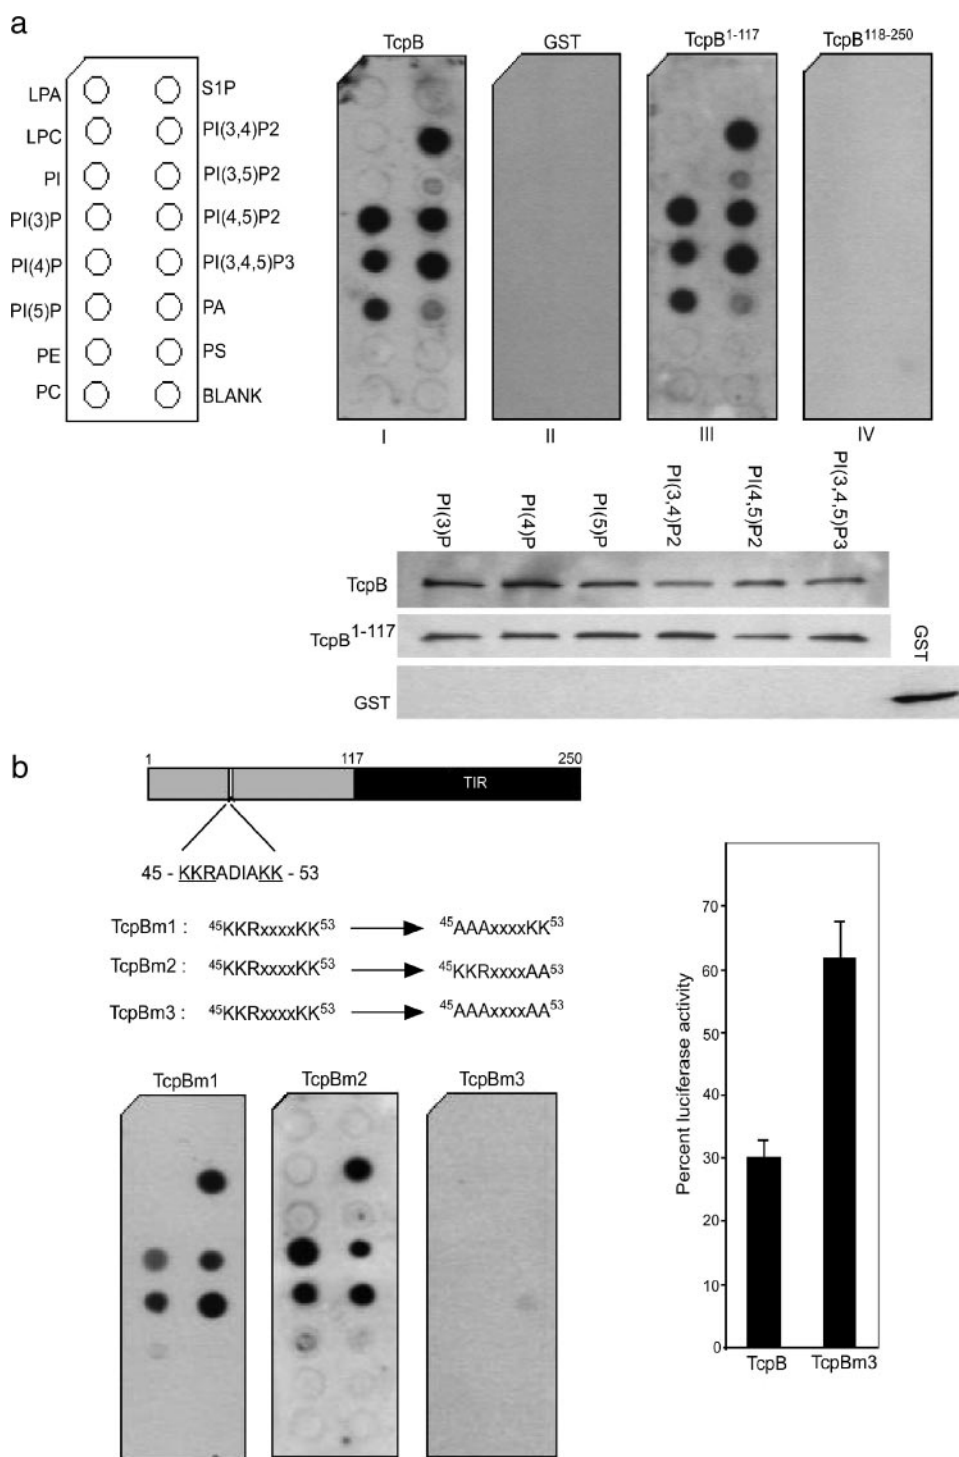 a
TcpB GST TcpB1-117 TcpB118-250
LPA S1P
LPC PI(3,4)P2
PI PI(3,5)P2
PI(3)P PI(4,5)P2
PI(4)P PI(3,4,5)P3
PI(5)P PA
PE PS
PC BLANK
I II III IV
PI(3)P PI(4)P PI(5)P PI(3,4)P2 PI(4,5)P2 PI(3,4,5)P3
TcpB
TcpB1-117
GST
GST
b
1 117 250
TIR
45 - KKRADIAKK - 53
TcpBm1 : 45KKRxxxxKK53 45AAAxxxxKK53
TcpBm2 : 45KKRxxxxKK53 45KKRxxxxAA53
TcpBm3 : 45KKRxxxxKK53 45AAAxxxxAA53
TcpBm1 TcpBm2 TcpBm3
Percent luciferase activity
70
60
50
40
30
20
10
0
TcpB TcpBm3